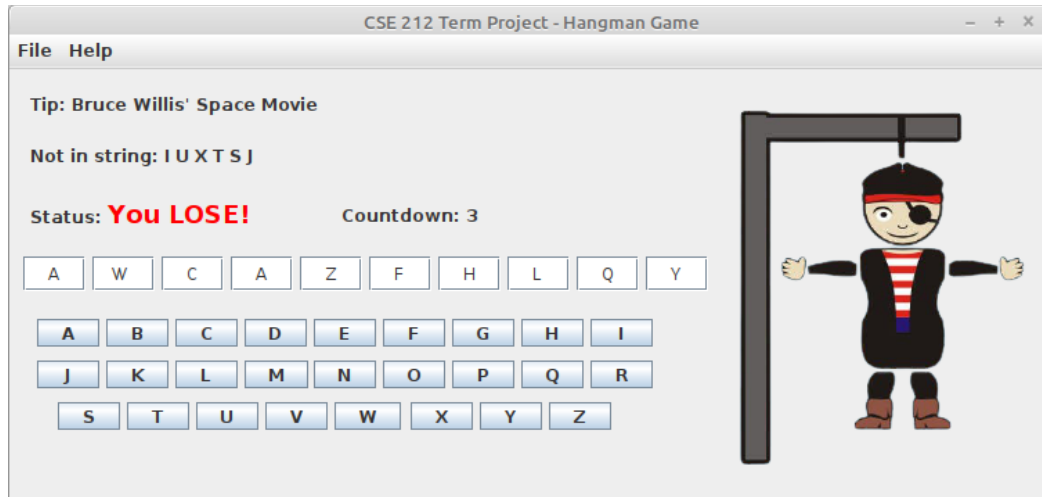 CSE 212 Term Project - Hangman Game
File Help
Tip: Bruce Willis' Space Movie
Not in string: I U X T S J
Status: You LOSE! Countdown: 3
A W C A Z F H L Q Y
A B C D E F G H I
J K L M N O P Q R
S T U V W X Y Z